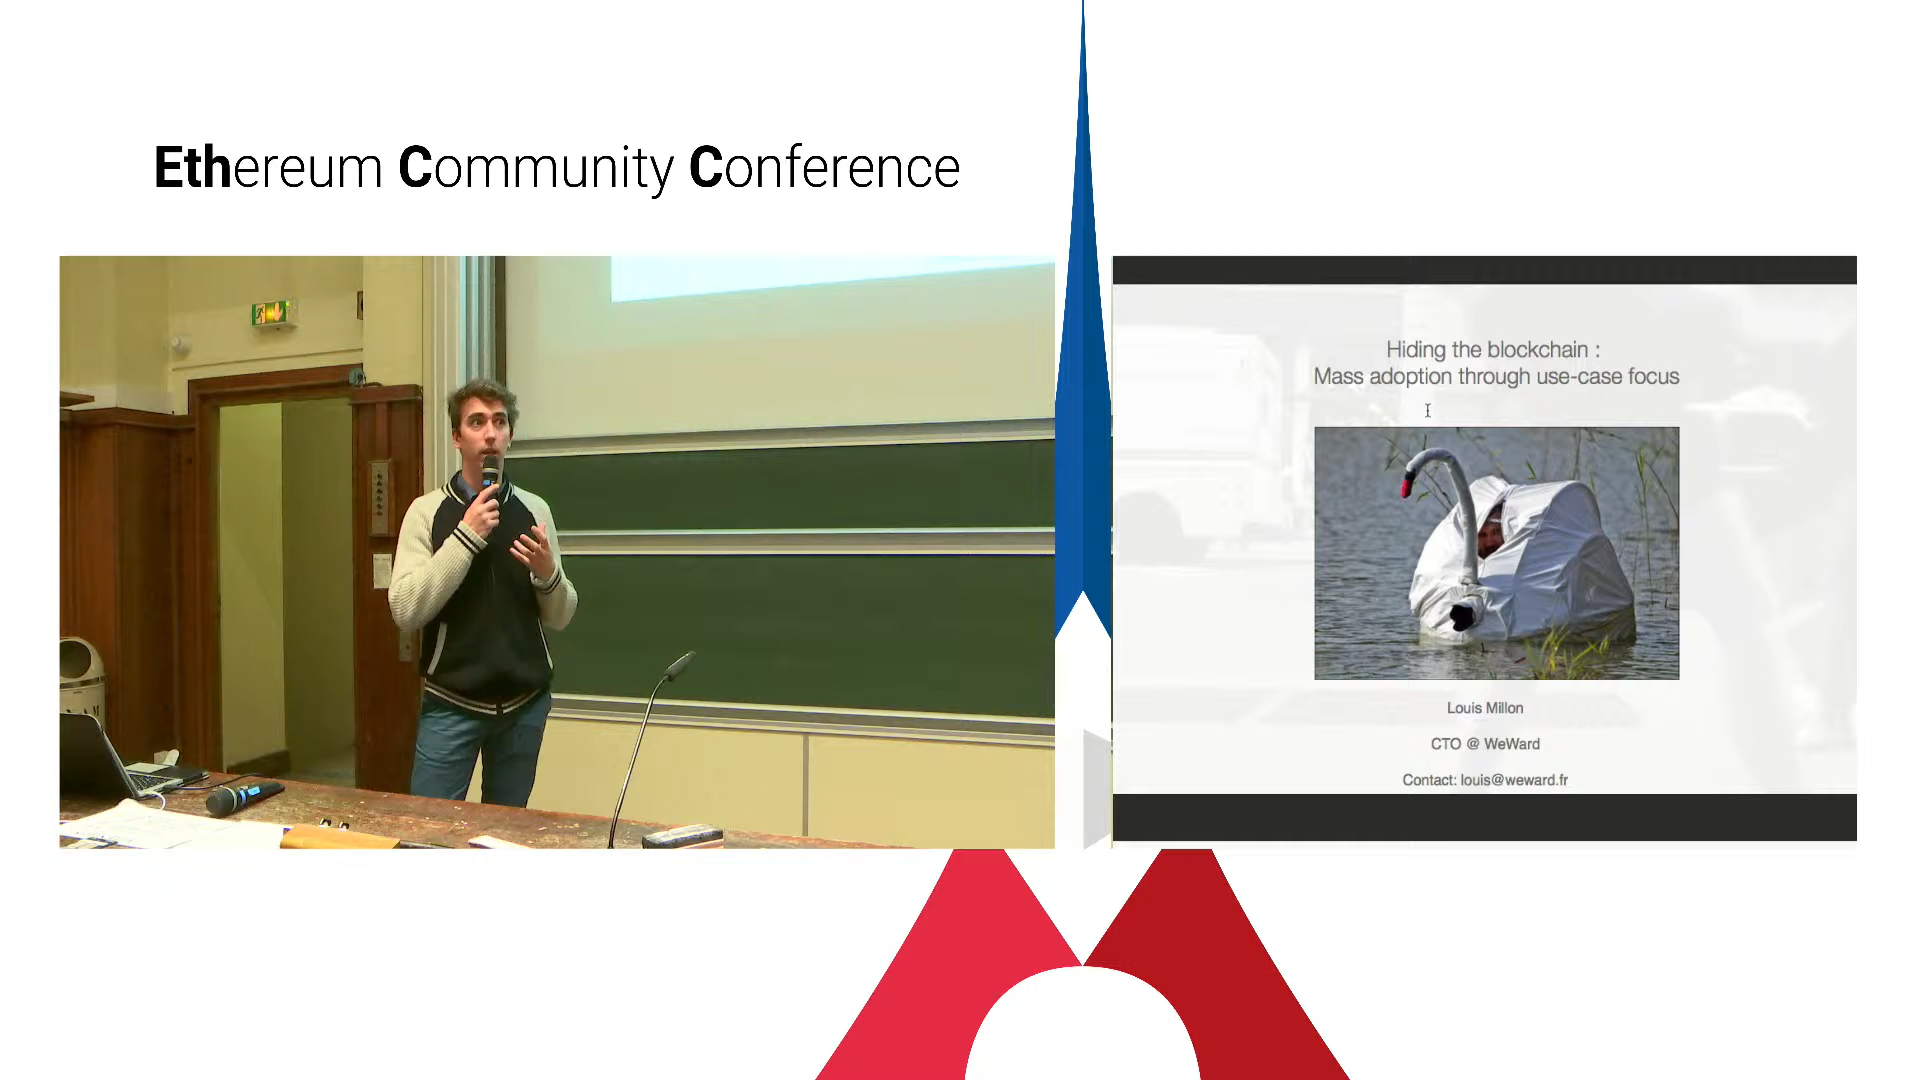 Ethereum Community Conference
Hiding the blockchain :
Mass adoption through use-case focus
Louis Millon
CTO @ WeWard
Contact: louis@weward.fr